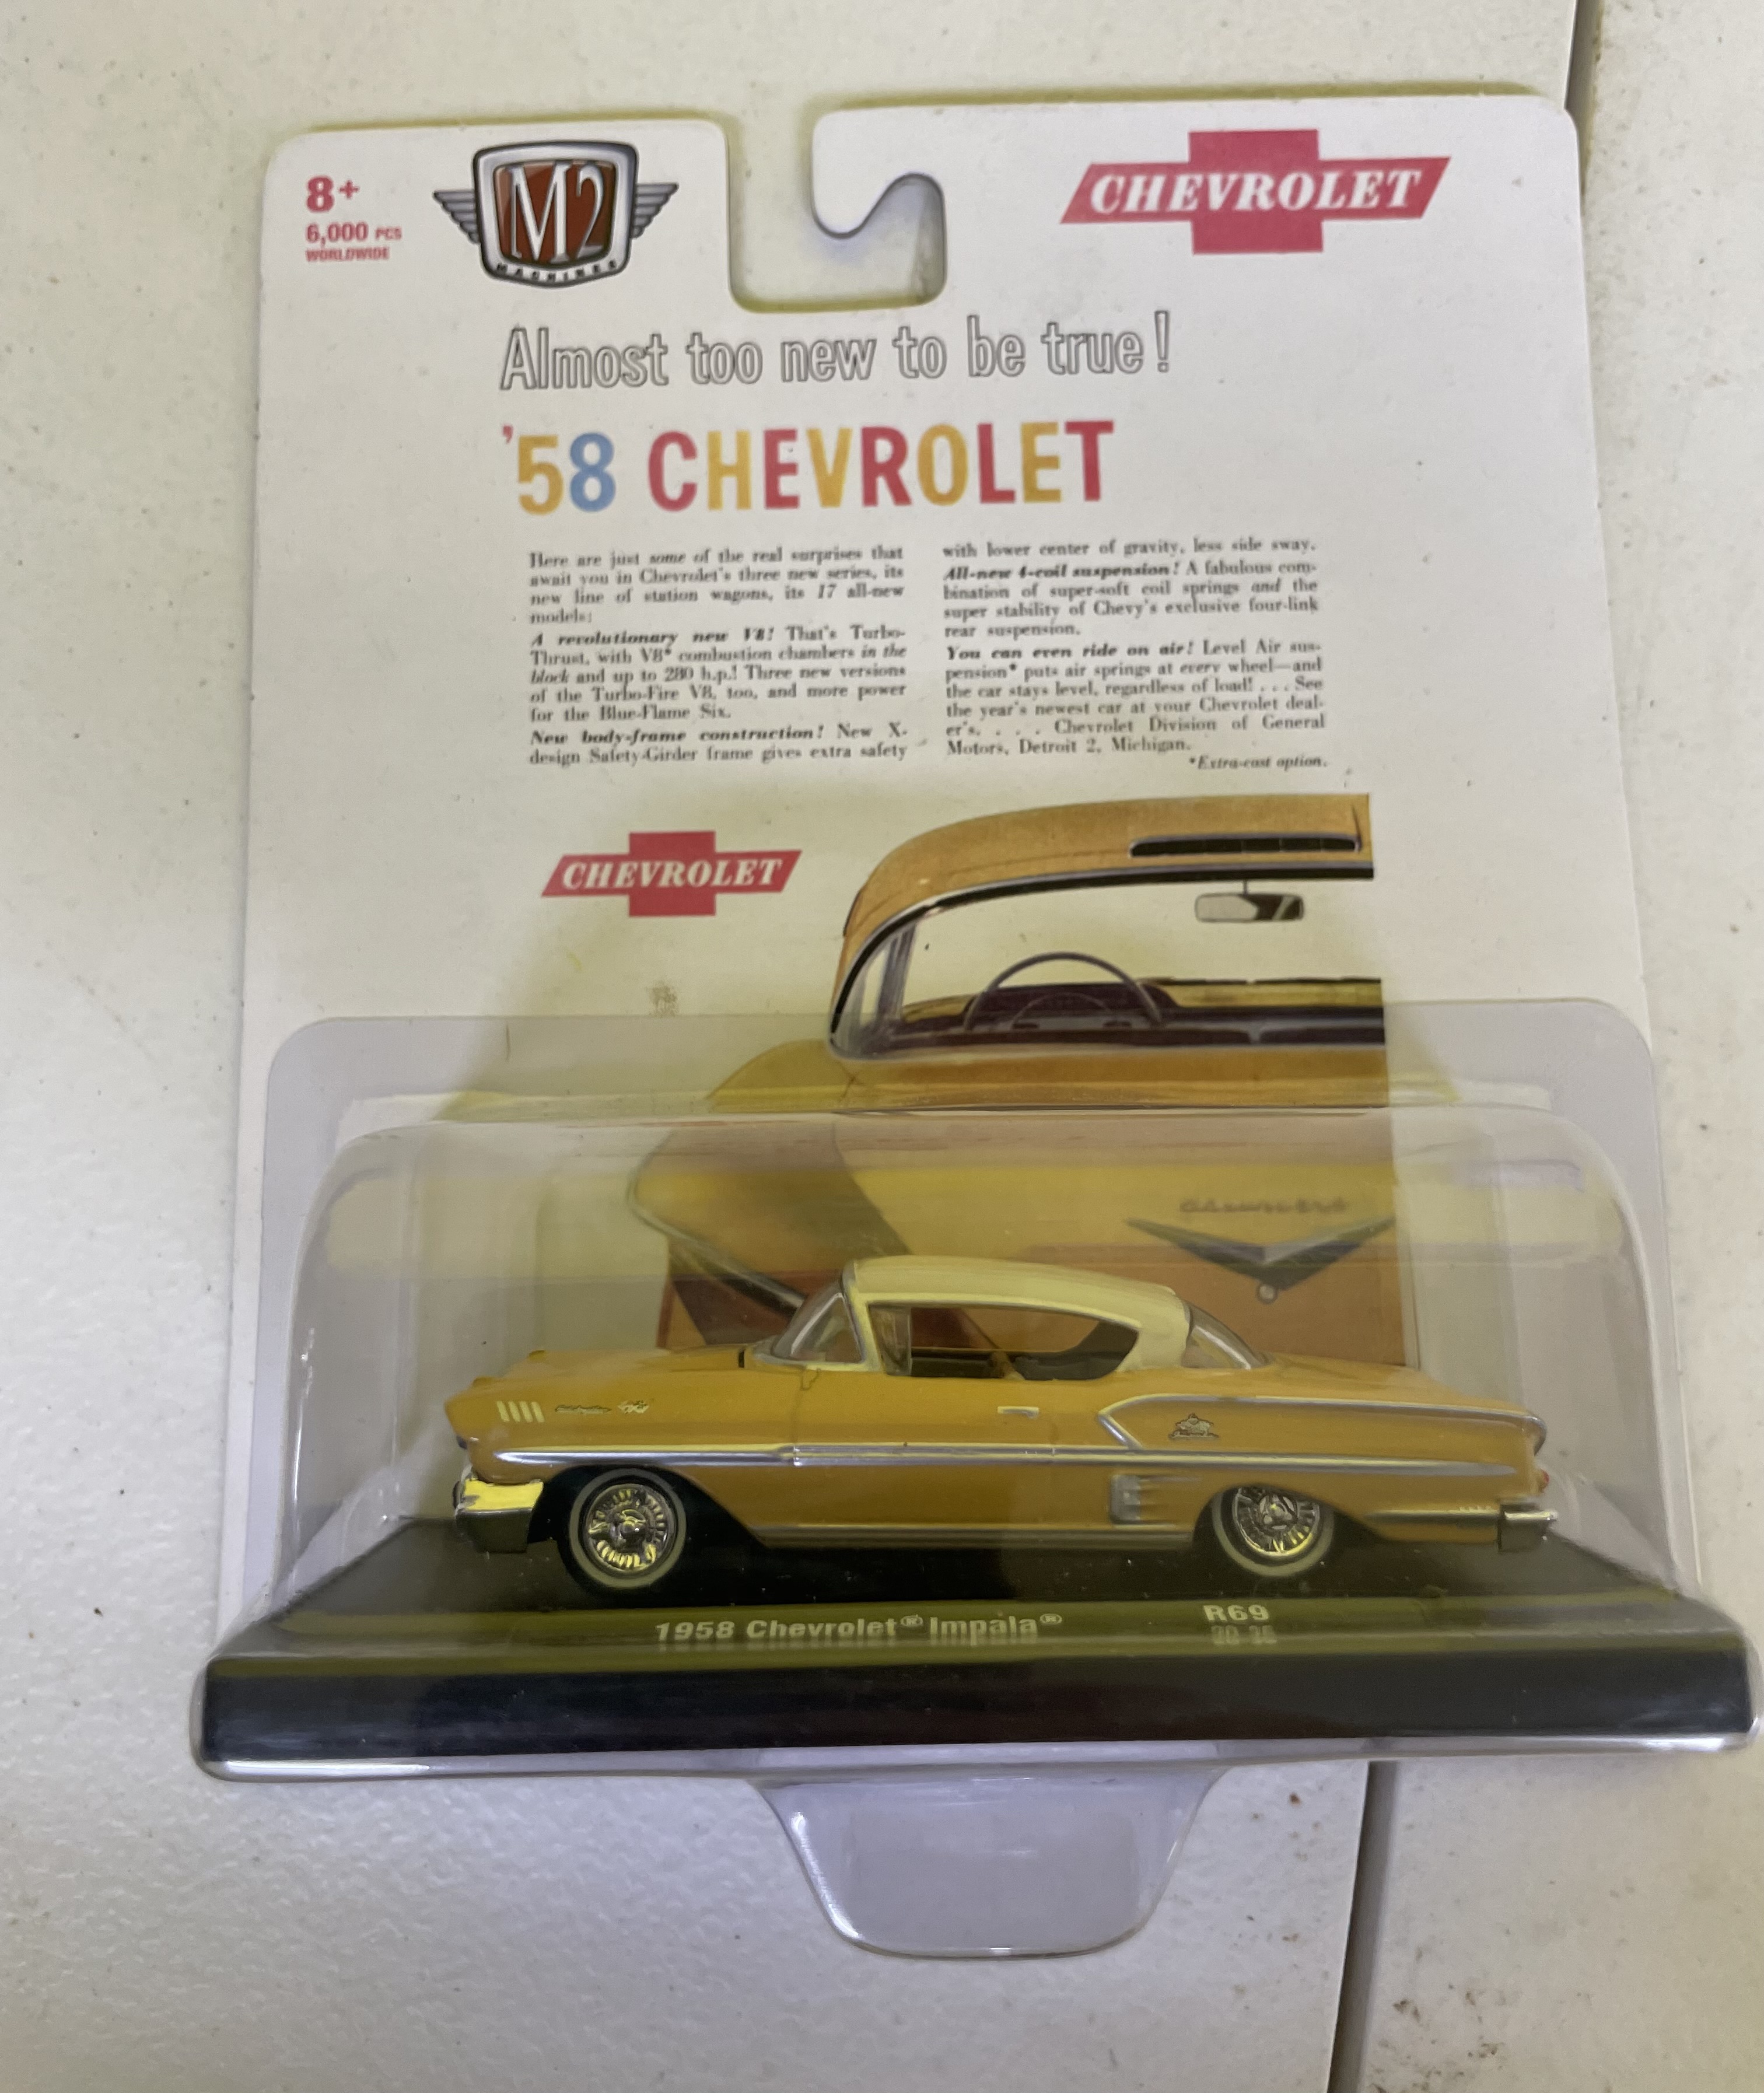 8+
6,000 PCS
WORLDWIDE
M2
MACHINES
CHEVROLET
Almost too new to be true!
'58 CHEVROLET
Here are just some of the real surprises that
await you in Chevrolet's three new series, its
new line of station wagons, its 17 all-new
models:
A revolutionary new V8! That's Turbo-
Thrust, with V8* combustion chambers in the
block and up to 280 h.p.! Three new versions
of the Turbo-Fire V8, too, and more power
for the Blue-Flame Six.
New body-frame construction! New X-
design Safety-Girder frame gives extra safety
with lower center of gravity, less side sway.
All-new 4-coil suspension! A fabulous com-
bination of super-soft coil springs and the
super stability of Chevy's exclusive four-link
rear suspension.
You can even ride on air! Level Air sus-
pension* puts air springs at every wheel—and
the car stays level, regardless of load! . . . See
the year's newest car at your Chevrolet deal-
er's. . . . Chevrolet Division of General
Motors, Detroit 2, Michigan.
*Extra-cost option.
CHEVROLET
1958 Chevrolet® Impala®
R69